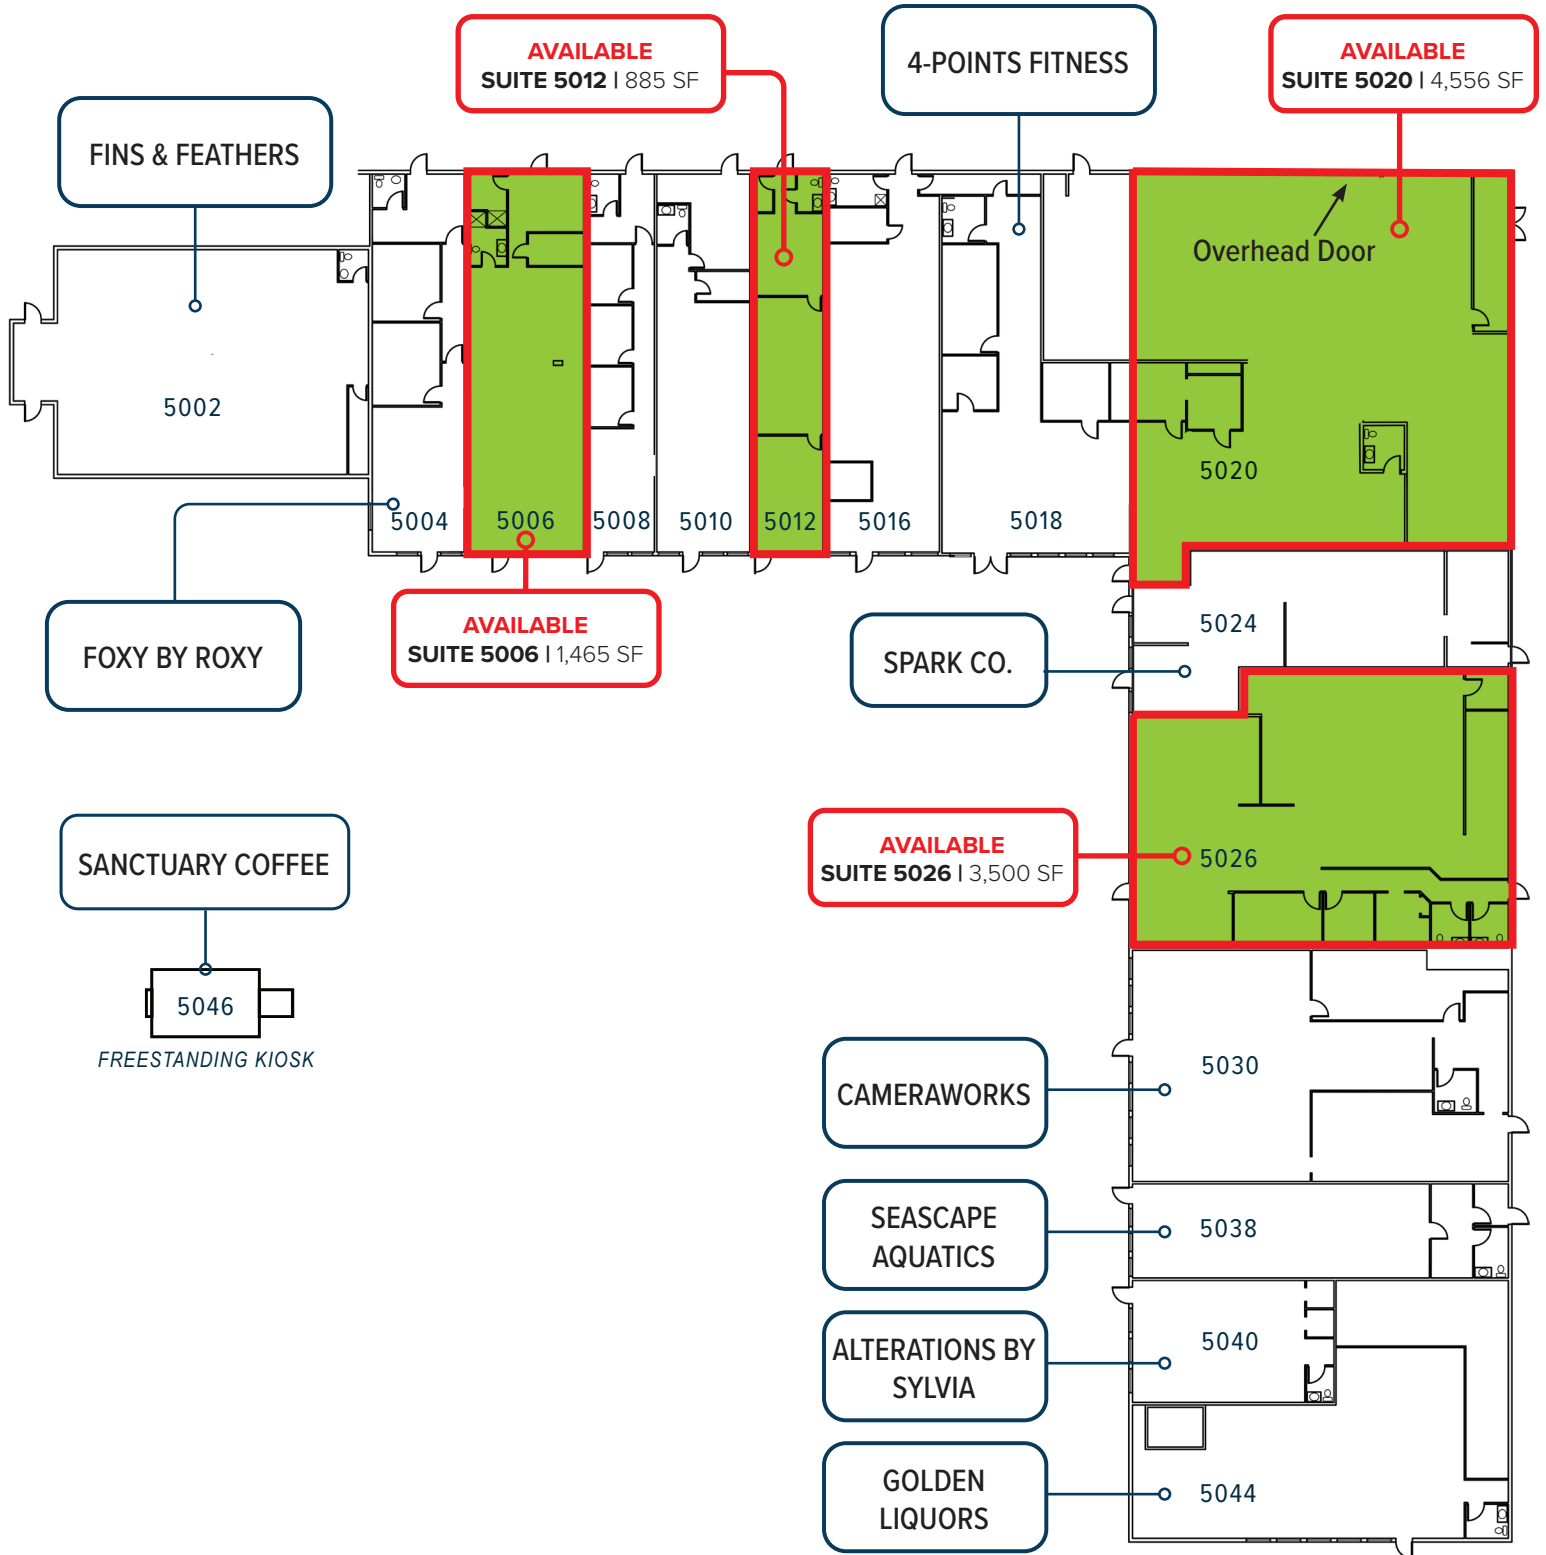 AVAILABLE
SUITE 5012 | 885 SF
4-POINTS FITNESS
AVAILABLE
SUITE 5020 | 4,556 SF
FINS & FEATHERS
Overhead Door
5002
5020
5004
5006
5008
5010
5012
5016
5018
FOXY BY ROXY
AVAILABLE
SUITE 5006 | 1,465 SF
SPARK CO.
5024
SANCTUARY COFFEE
AVAILABLE
SUITE 5026 | 3,500 SF
5026
5046
FREESTANDING KIOSK
CAMERAWORKS
5030
SEASCAPE
AQUATICS
5038
ALTERATIONS BY
SYLVIA
5040
GOLDEN
LIQUORS
5044